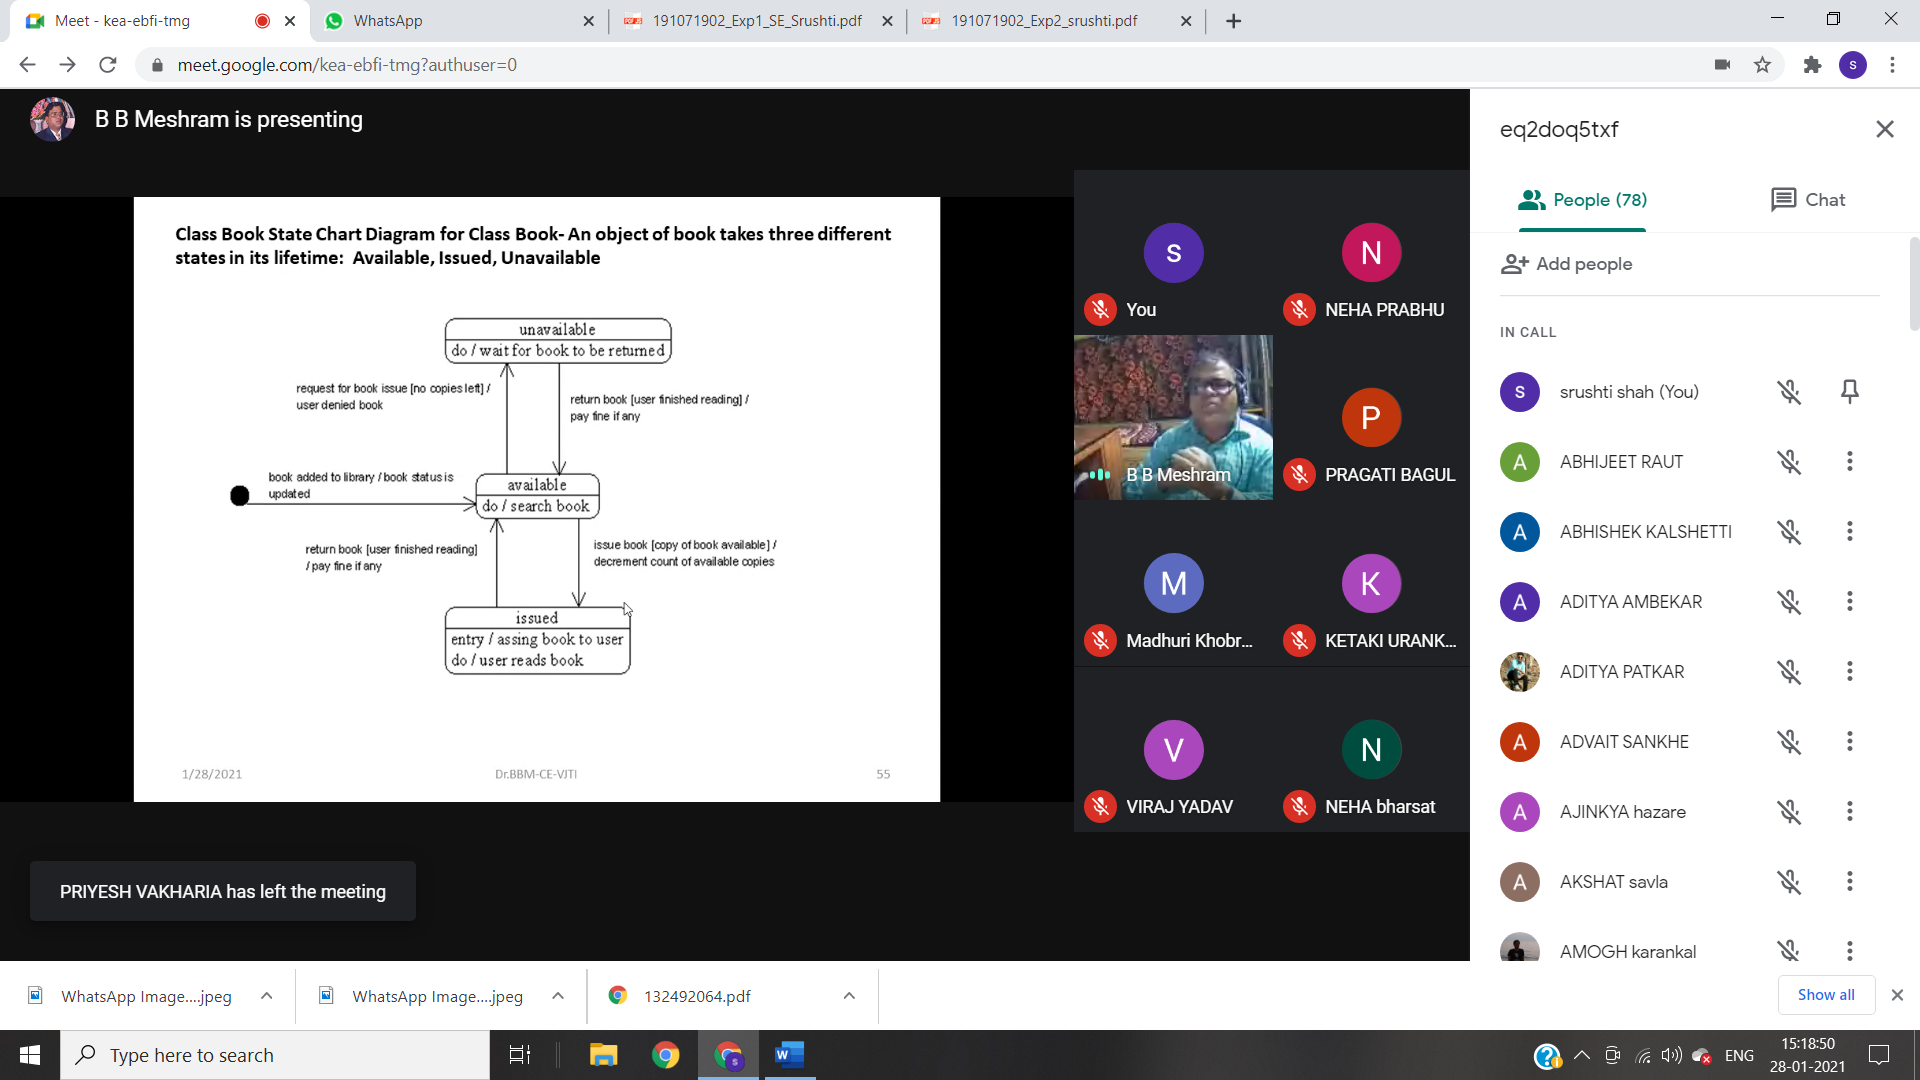 Meet - kea-ebfi-tmg
WhatsApp
191071902_Exp1_SE_Srushti.pdf
191071902_Exp2_srushti.pdf
meet.google.com/kea-ebfi-tmg?authuser=0
S
B B Meshram is presenting
Class Book State Chart Diagram for Class Book- An object of book takes three different
states in its lifetime: Available, Issued, Unavailable
unavailable
do / wait for book to be returned
request for book issue [no copies left] /
user denied book
return book [user finished reading] /
pay fine if any
book added to library / book status is
updated
available
do / search book
return book [user finished reading]
/ pay fine if any
issue book [copy of book available] /
decrement count of available copies
issued
entry / assing book to user
do / user reads book
1/28/2021
Dr.BBM-CE-VJTI
55
S
You
N
NEHA PRABHU
B B Meshram
P
PRAGATI BAGUL
M
Madhuri Khobr...
K
KETAKI URANK...
V
VIRAJ YADAV
N
NEHA bharsat
PRIYESH VAKHARIA has left the meeting
eq2doq5txf
People (78)
Chat
Add people
IN CALL
S
srushti shah (You)
A
ABHIJEET RAUT
A
ABHISHEK KALSHETTI
A
ADITYA AMBEKAR
ADITYA PATKAR
A
ADVAIT SANKHE
A
AJINKYA hazare
A
AKSHAT savla
AMOGH karankal
WhatsApp Image....jpeg
WhatsApp Image....jpeg
132492064.pdf
Show all
Type here to search
ENG
15:18:50
28-01-2021